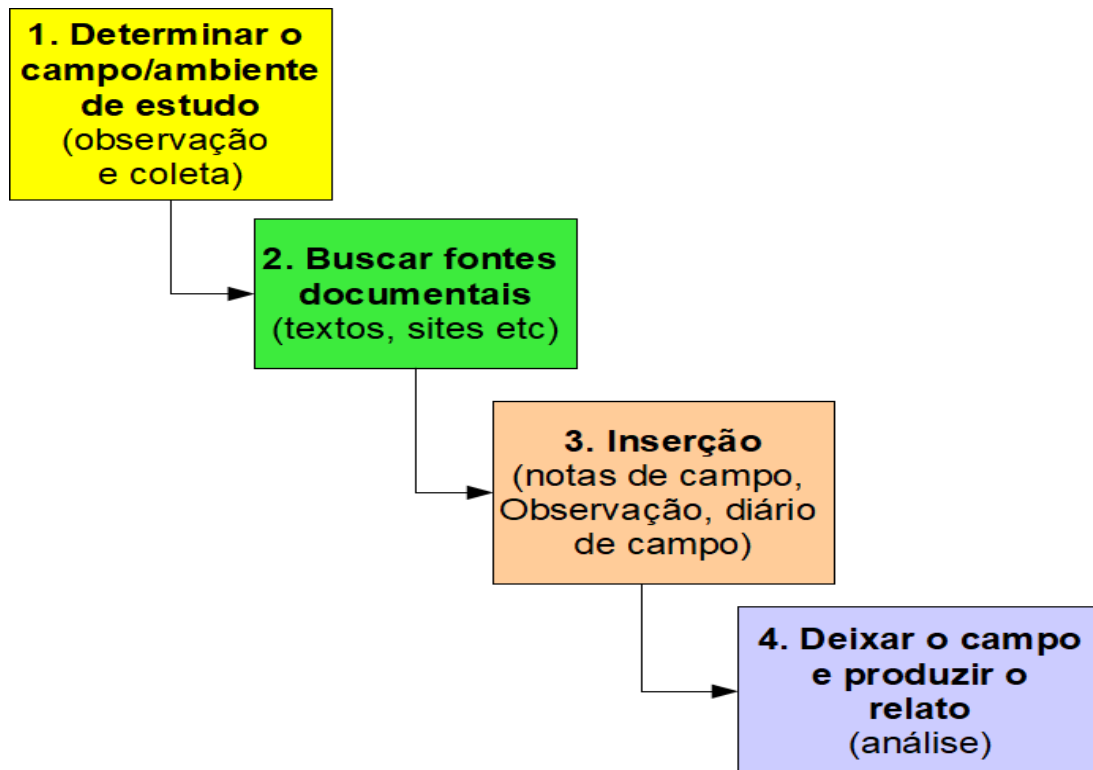 1. Determinar o
campo/ambiente
de estudo
(observação
e coleta)
2. Buscar fontes
documentais
(textos, sites etc)
3. Inserção
(notas de campo,
Observação, diário
de campo)
4. Deixar o campo
e produzir o
relato
(análise)